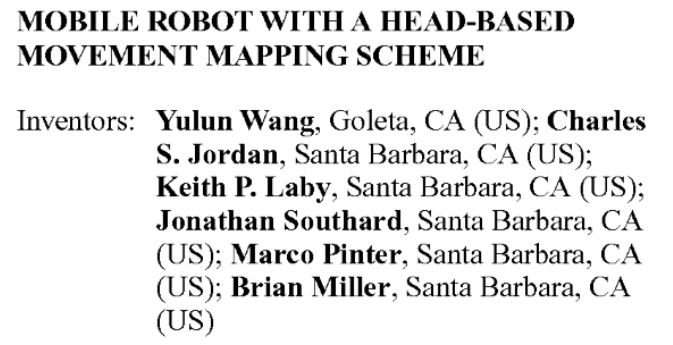 MOBILE ROBOT WITH A HEAD-BASED
MOVEMENT MAPPING SCHEME
Inventors: Yulun Wang, Goleta, CA (US); Charles
S. Jordan, Santa Barbara, CA (US);
Keith P. Laby, Santa Barbara, CA (US);
Jonathan Southard, Santa Barbara, CA
(US); Marco Pinter, Santa Barbara, CA
(US); Brian Miller, Santa Barbara, CA
(US)